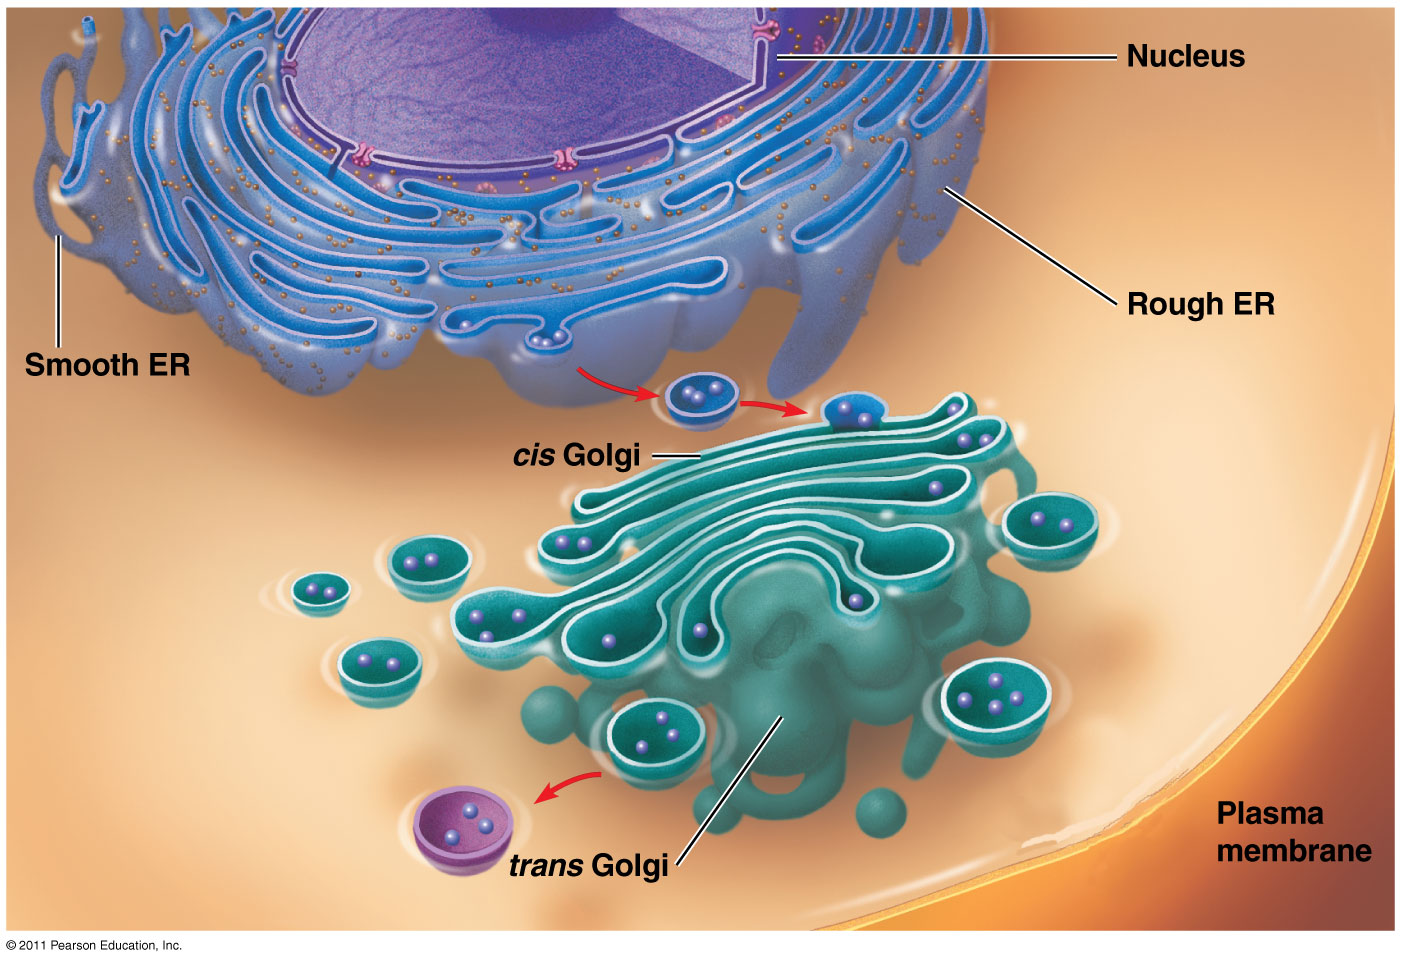 Nucleus
Rough ER
Smooth ER
cis Golgi
Plasma
membrane
trans Golgi
© 2011 Pearson Education, Inc.